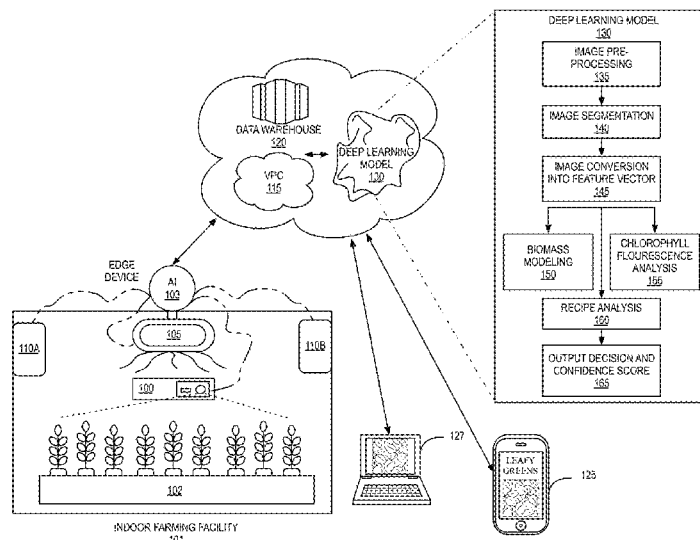 DEEP LEARNING MODEL
130
IMAGE PRE-
PROCESSING
135
IMAGE SEGMENTATION
140
IMAGE CONVERSION
INTO FEATURE VECTOR
145
BIOMASS
MODELING
150
CHLOROPHYLL
FLOURESCENCE
ANALYSIS
155
RECIPE ANALYSIS
160
OUTPUT DECISION AND
CONFIDENCE SCORE
165
DATA WAREHOUSE
120
VPC
115
DEEP LEARNING
MODEL
130
EDGE
DEVICE
AI
103
105
110A
110B
100
102
INDOOR FARMING FACILITY
101
127
LEAFY
GREENS
125